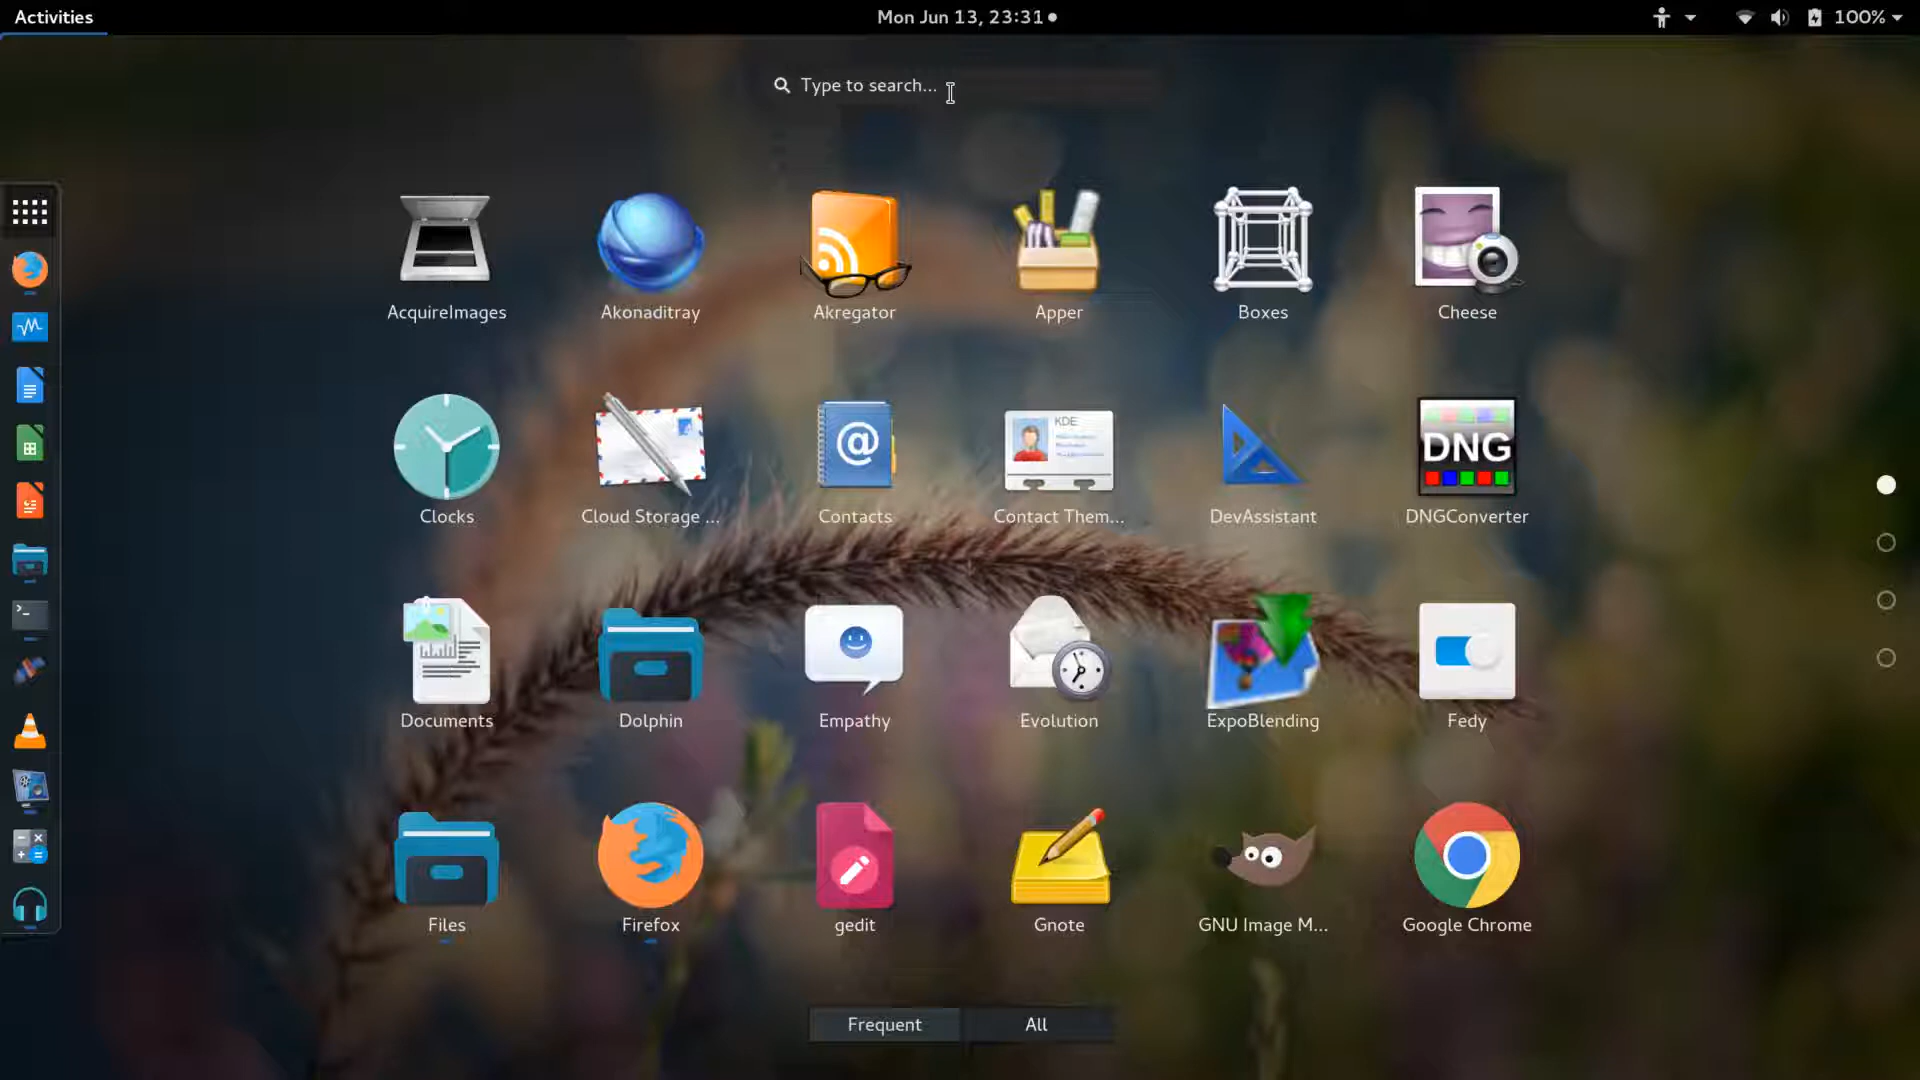 Activities
Mon Jun 13, 23:31
100%
Type to search...
AcquireImages
Akonaditray
Akregator
Apper
Boxes
Cheese
Clocks
Cloud Storage ...
Contacts
KDE
Contact Them...
DevAssistant
DNG
DNGConverter
Documents
Dolphin
Empathy
Evolution
ExpoBlending
Fedy
Files
Firefox
gedit
Gnote
GNU Image M...
Google Chrome
Frequent
All